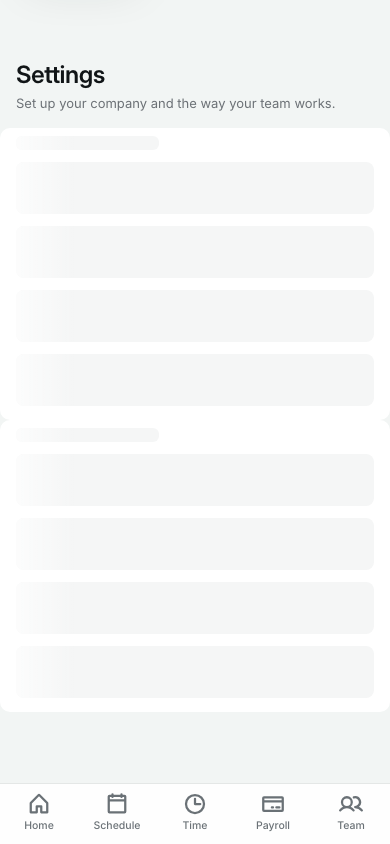 Settings
Set up your company and the way your team works.
Home
Schedule
Time
Payroll
Team